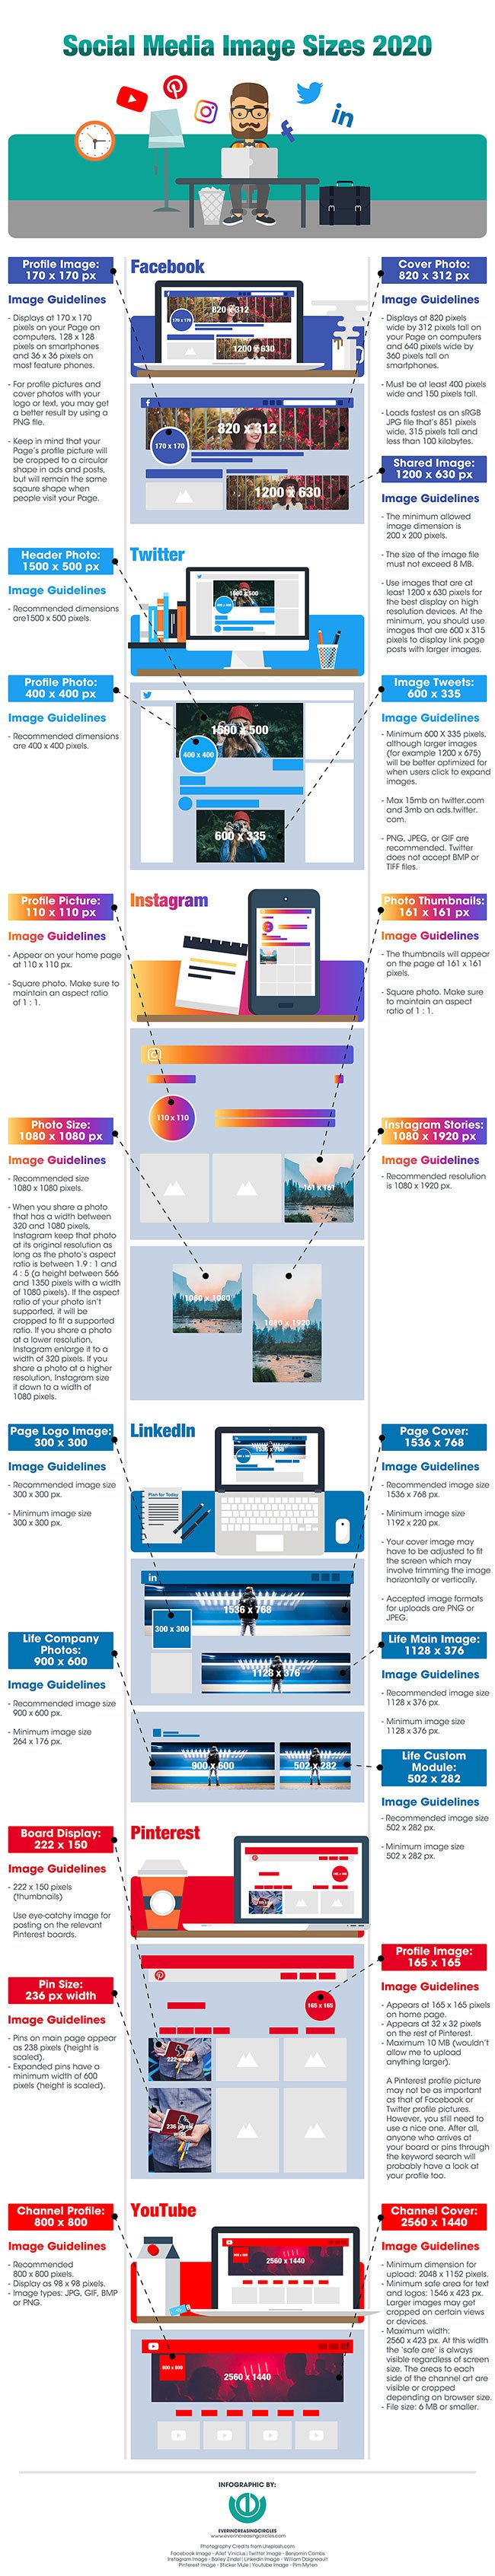 Social Media Image Sizes 2020
Profile Image:
170 x 170 px
Image Guidelines
- Displays at 170 x 170
pixels on your Page on
computers, 128 x 128
pixels on smartphones
and 36 x 36 pixels on
most feature phones.
- For profile pictures and
cover photos with your
logo or text, you may get
a better result by using a
PNG file.
- Keep in mind that your
Page's profile picture will
be cropped to a circular
shape in ads and posts,
but will remain the same
sqaure shape when
people visit your Page.
Facebook
820 x 312
170 x 170
1200 x 630
820 x 312
170 x 170
1200 x 630
Cover Photo:
820 x 312 px
Image Guidelines
- Displays at 820 pixels
wide by 312 pixels tall on
your Page on computers
and 640 pixels wide by
360 pixels tall on
smartphones.
- Must be at least 400 pixels
wide and 150 pixels tall.
- Loads fastest as an sRGB
JPG file that's 851 pixels
wide, 315 pixels tall and
less than 100 kilobytes.
Shared Image:
1200 x 630 px
Image Guidelines
- The minimum allowed
image dimension is
200 x 200 pixels.
- The size of the image file
must not exceed 8 MB.
- Use images that are at
least 1200 x 630 pixels for
the best display on high
resolution devices. At the
minimum, you should use
images that are 600 x 315
pixels to display link page
posts with larger images.
Header Photo:
1500 x 500 px
Image Guidelines
- Recommended dimensions
are1500 x 500 pixels.
Twitter
1500 x 500
Profile Photo:
400 x 400 px
Image Guidelines
- Recommended dimensions
are 400 x 400 pixels.
1500 x 500
400 x 400
600 x 335
Image Tweets:
600 x 335
Image Guidelines
- Minimum 600 X 335 pixels,
although larger images
(for example 1200 x 675)
will be better optimized for
when users click to expand
images.
- Max 15mb on twitter.com
and 3mb on ads.twitter.
com.
- PNG, JPEG, or GIF are
recommended. Twitter
does not accept BMP or
TIFF files.
Profile Picture:
110 x 110 px
Image Guidelines
- Appear on your home page
at 110 x 110 px.
- Square photo. Make sure to
maintain an aspect ratio
of 1 : 1.
Instagram
110 x 110
161 x 161
Photo Thumbnails:
161 x 161 px
Image Guidelines
- The thumbnails will appear
on the page at 161 x 161
pixels.
- Square photo. Make sure
to maintain an aspect
ratio of 1 : 1.
Photo Size:
1080 x 1080 px
Image Guidelines
- Recommended size
1080 x 1080 pixels.
- When you share a photo
that has a width between
320 and 1080 pixels,
Instagram keep that photo
at its original resolution as
long as the photo's aspect
ratio is between 1.9 : 1 and
4 : 5 (a height between 566
and 1350 pixels with a width
of 1080 pixels). If the aspect
ratio of your photo isn't
supported, it will be
cropped to fit a supported
ratio. If you share a photo
at a lower resolution,
Instagram enlarge it to a
width of 320 pixels. If you
share a photo at a higher
resolution, Instagram size
it down to a width of
1080 pixels.
1080 x 1080
1080 x 1920
Instagram Stories:
1080 x 1920 px
Image Guidelines
- Recommended resolution
is 1080 x 1920 px.
Page Logo Image:
300 x 300
Image Guidelines
- Recommended image size
300 x 300 px.
- Minimum image size
300 x 300 px.
LinkedIn
Plan for Today
in
1536 x 768
300 x 300
1128 x 376
Page Cover:
1536 x 768
Image Guidelines
- Recommended image size
1536 x 768 px.
- Minimum image size
1192 x 220 px.
- Your cover image may
have to be adjusted to fit
the screen which may
involve trimming the image
horizontally or vertically.
- Accepted image formats
for uploads are PNG or
JPEG.
Life Company
Photos:
900 x 600
Image Guidelines
- Recommended image size
900 x 600 px.
- Minimum image size
264 x 176 px.
900 x 600
502 x 282
Life Main Image:
1128 x 376
Image Guidelines
- Recommended image size
1128 x 376 px.
- Minimum image size
1128 x 376 px.
Life Custom
Module:
502 x 282
Image Guidelines
- Recommended image size
502 x 282 px.
- Minimum image size
502 x 282 px.
Board Display:
222 x 150
Image Guidelines
- 222 x 150 pixels
(thumbnails)
Use eye-catchy image for
posting on the relevant
Pinterest boards.
Pinterest
Pin Size:
236 px width
Image Guidelines
- Pins on main page appear
as 238 pixels (height is
scaled).
- Expanded pins have a
minimum width of 600
pixels (height is scaled).
165 x 165
236 pixels
Profile Image:
165 x 165
Image Guidelines
- Appears at 165 x 165 pixels
on home page.
- Appears at 32 x 32 pixels
on the rest of Pinterest.
- Maximum 10 MB (wouldn't
allow me to upload
anything larger).
A Pinterest profile picture
may not be as important
as that of Facebook or
Twitter profile pictures.
However, you still need to
use a nice one. After all,
anyone who arrives at
your board or pins through
the keyword search will
probably have a look at
your profile too.
Channel Profile:
800 x 800
Image Guidelines
- Recommended
800 x 800 pixels.
- Display as 98 x 98 pixels.
- Image types: JPG, GIF, BMP
or PNG.
YouTube
2560 x 1440
800 x 800
2560 x 1440
Channel Cover:
2560 x 1440
Image Guidelines
- Minimum dimension for
upload: 2048 x 1152 pixels.
- Minimum safe area for text
and logos: 1546 x 423 px.
Larger images may get
cropped on certain views
or devices.
- Maximum width:
2560 x 423 px. At this width
the 'safe are' is always
visible regardless of screen
size. The areas to each
side of the channel art are
visible or cropped
depending on browser size.
- File size: 6 MB or smaller.
INFOGRAPHIC BY:
EVERINCREASINGCIRCLES
www.everincreasingcircles.com
Photography Credits from Unsplash.com
Facebook Image - Allef Vinicius | Twitter Image - Benjamin Combs
Instagram Image - Bailey Zindel | LinkedIn Image - William Daigneault
Pinterest Image - Sticker Mule | Youtube Image - Pim Myten